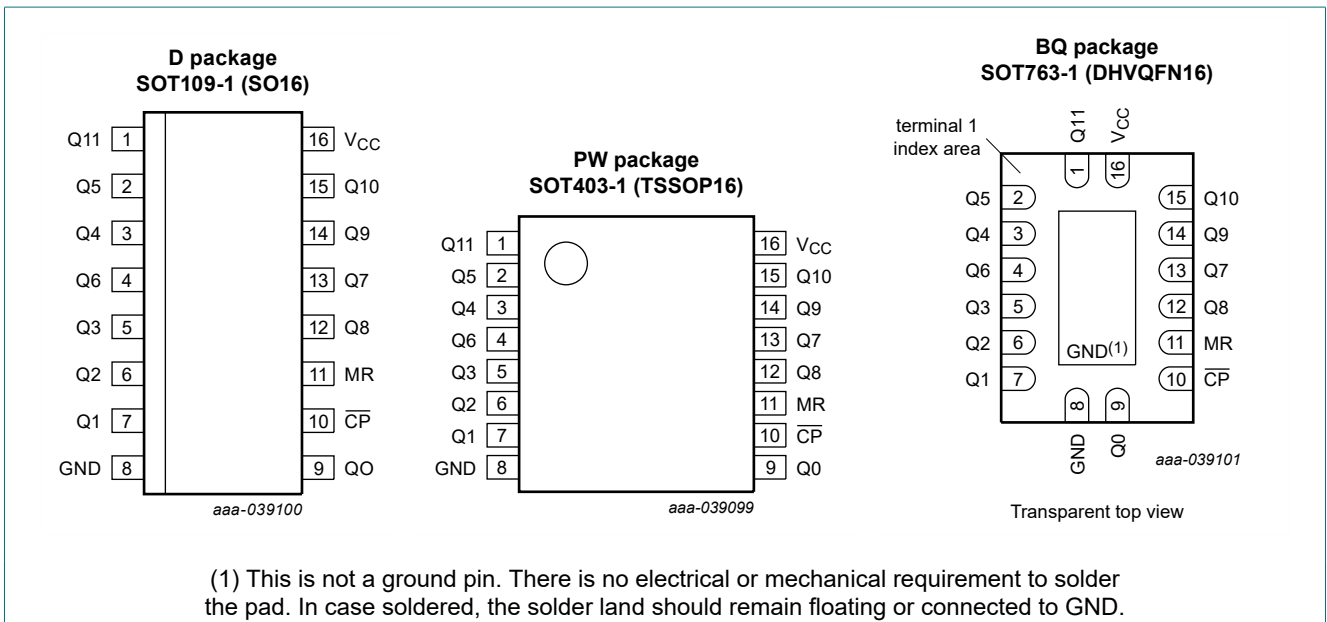 D package
SOT109-1 (SO16)
Q11 1 16 VCC
Q5 2 15 Q10
Q4 3 14 Q9
Q6 4 13 Q7
Q3 5 12 Q8
Q2 6 11 MR
Q1 7 10 C̅P̅
GND 8 9 QO
aaa-039100
PW package
SOT403-1 (TSSOP16)
Q11 1 16 VCC
Q5 2 15 Q10
Q4 3 14 Q9
Q6 4 13 Q7
Q3 5 12 Q8
Q2 6 11 MR
Q1 7 10 C̅P̅
GND 8 9 Q0
aaa-039099
BQ package
SOT763-1 (DHVQFN16)
terminal 1
index area
Q11 VCC
1 16
Q5 2 15 Q10
Q4 3 14 Q9
Q6 4 13 Q7
Q3 5 12 Q8
Q2 6 GND(1) 11 MR
Q1 7 10 C̅P̅
8 9
GND Q0
aaa-039101
Transparent top view
(1) This is not a ground pin. There is no electrical or mechanical requirement to solder
the pad. In case soldered, the solder land should remain floating or connected to GND.